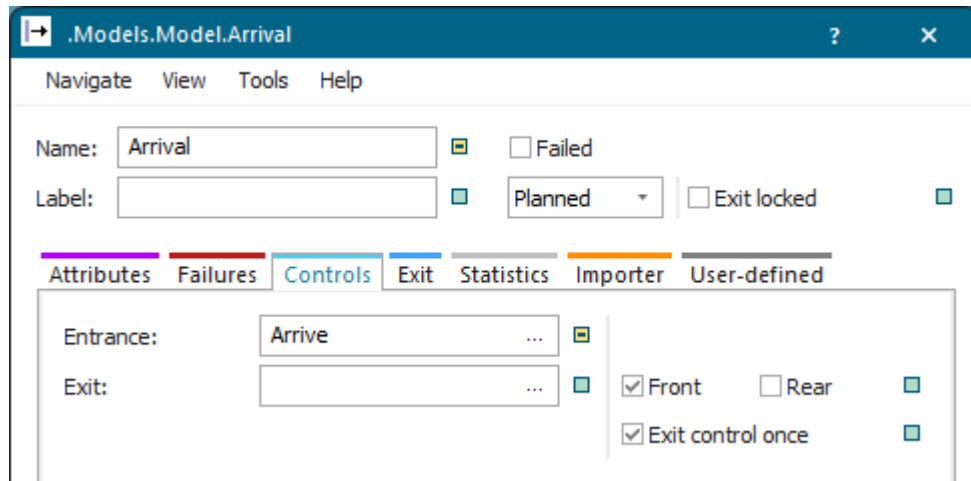 .Models.Model.Arrival ? ×
Navigate View Tools Help
Name: Arrival Failed
Label: Planned Exit locked
Attributes Failures Controls Exit Statistics Importer User-defined
Entrance: Arrive ...
Exit: ... Front Rear
Exit control once